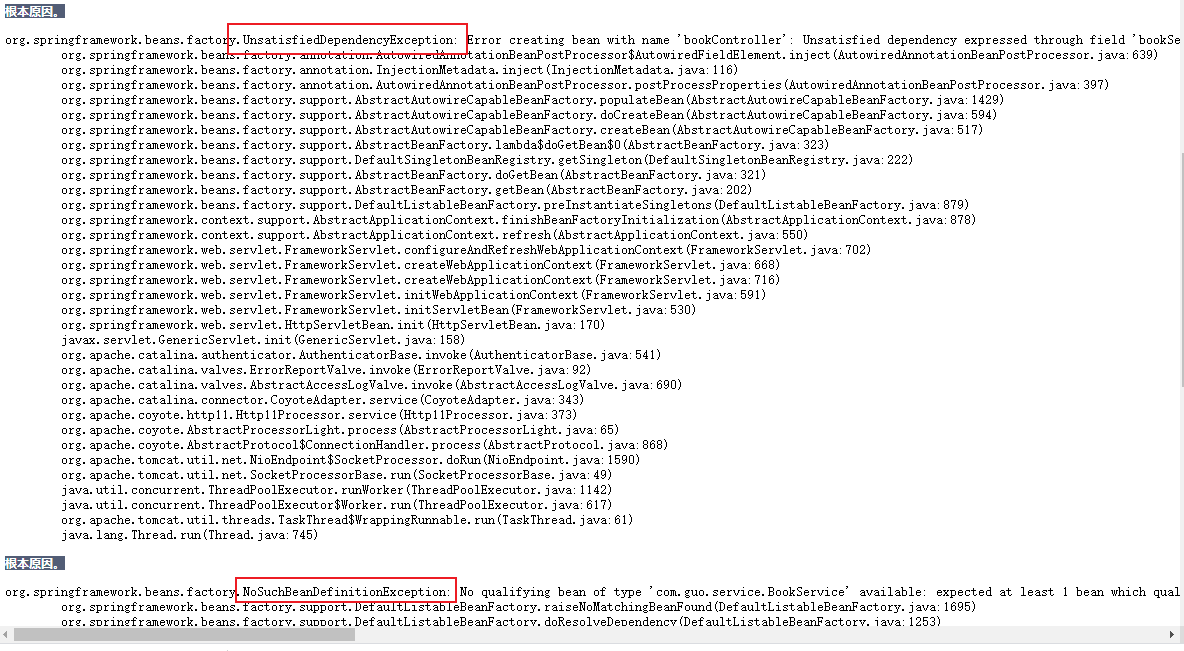 根本原因。
org.springframework.beans.factory.UnsatisfiedDependencyException: Error creating bean with name 'bookController': Unsatisfied dependency expressed through field 'bookSe
org.springframework.beans.factory.annotation.AutowiredAnnotationBeanPostProcessor$AutowiredFieldElement.inject(AutowiredAnnotationBeanPostProcessor.java:639)
org.springframework.beans.factory.annotation.InjectionMetadata.inject(InjectionMetadata.java:116)
org.springframework.beans.factory.annotation.AutowiredAnnotationBeanPostProcessor.postProcessProperties(AutowiredAnnotationBeanPostProcessor.java:397)
org.springframework.beans.factory.support.AbstractAutowireCapableBeanFactory.populateBean(AbstractAutowireCapableBeanFactory.java:1429)
org.springframework.beans.factory.support.AbstractAutowireCapableBeanFactory.doCreateBean(AbstractAutowireCapableBeanFactory.java:594)
org.springframework.beans.factory.support.AbstractAutowireCapableBeanFactory.createBean(AbstractAutowireCapableBeanFactory.java:517)
org.springframework.beans.factory.support.AbstractBeanFactory.lambda$doGetBean$0(AbstractBeanFactory.java:323)
org.springframework.beans.factory.support.DefaultSingletonBeanRegistry.getSingleton(DefaultSingletonBeanRegistry.java:222)
org.springframework.beans.factory.support.AbstractBeanFactory.doGetBean(AbstractBeanFactory.java:321)
org.springframework.beans.factory.support.AbstractBeanFactory.getBean(AbstractBeanFactory.java:202)
org.springframework.beans.factory.support.DefaultListableBeanFactory.preInstantiateSingletons(DefaultListableBeanFactory.java:879)
org.springframework.context.support.AbstractApplicationContext.finishBeanFactoryInitialization(AbstractApplicationContext.java:878)
org.springframework.context.support.AbstractApplicationContext.refresh(AbstractApplicationContext.java:550)
org.springframework.web.servlet.FrameworkServlet.configureAndRefreshWebApplicationContext(FrameworkServlet.java:702)
org.springframework.web.servlet.FrameworkServlet.createWebApplicationContext(FrameworkServlet.java:668)
org.springframework.web.servlet.FrameworkServlet.createWebApplicationContext(FrameworkServlet.java:716)
org.springframework.web.servlet.FrameworkServlet.initWebApplicationContext(FrameworkServlet.java:591)
org.springframework.web.servlet.FrameworkServlet.initServletBean(FrameworkServlet.java:530)
org.springframework.web.servlet.HttpServletBean.init(HttpServletBean.java:170)
javax.servlet.GenericServlet.init(GenericServlet.java:158)
org.apache.catalina.authenticator.AuthenticatorBase.invoke(AuthenticatorBase.java:541)
org.apache.catalina.valves.ErrorReportValve.invoke(ErrorReportValve.java:92)
org.apache.catalina.valves.AbstractAccessLogValve.invoke(AbstractAccessLogValve.java:690)
org.apache.catalina.connector.CoyoteAdapter.service(CoyoteAdapter.java:343)
org.apache.coyote.http11.Http11Processor.service(Http11Processor.java:373)
org.apache.coyote.AbstractProcessorLight.process(AbstractProcessorLight.java:65)
org.apache.coyote.AbstractProtocol$ConnectionHandler.process(AbstractProtocol.java:868)
org.apache.tomcat.util.net.NioEndpoint$SocketProcessor.doRun(NioEndpoint.java:1590)
org.apache.tomcat.util.net.SocketProcessorBase.run(SocketProcessorBase.java:49)
java.util.concurrent.ThreadPoolExecutor.runWorker(ThreadPoolExecutor.java:1142)
java.util.concurrent.ThreadPoolExecutor$Worker.run(ThreadPoolExecutor.java:617)
org.apache.tomcat.util.threads.TaskThread$WrappingRunnable.run(TaskThread.java:61)
java.lang.Thread.run(Thread.java:745)
根本原因。
org.springframework.beans.factory.NoSuchBeanDefinitionException: No qualifying bean of type 'com.guo.service.BookService' available: expected at least 1 bean which qual
org.springframework.beans.factory.support.DefaultListableBeanFactory.raiseNoMatchingBeanFound(DefaultListableBeanFactory.java:1695)
org.springframework.beans.factory.support.DefaultListableBeanFactory.doResolveDependency(DefaultListableBeanFactory.java:1253)